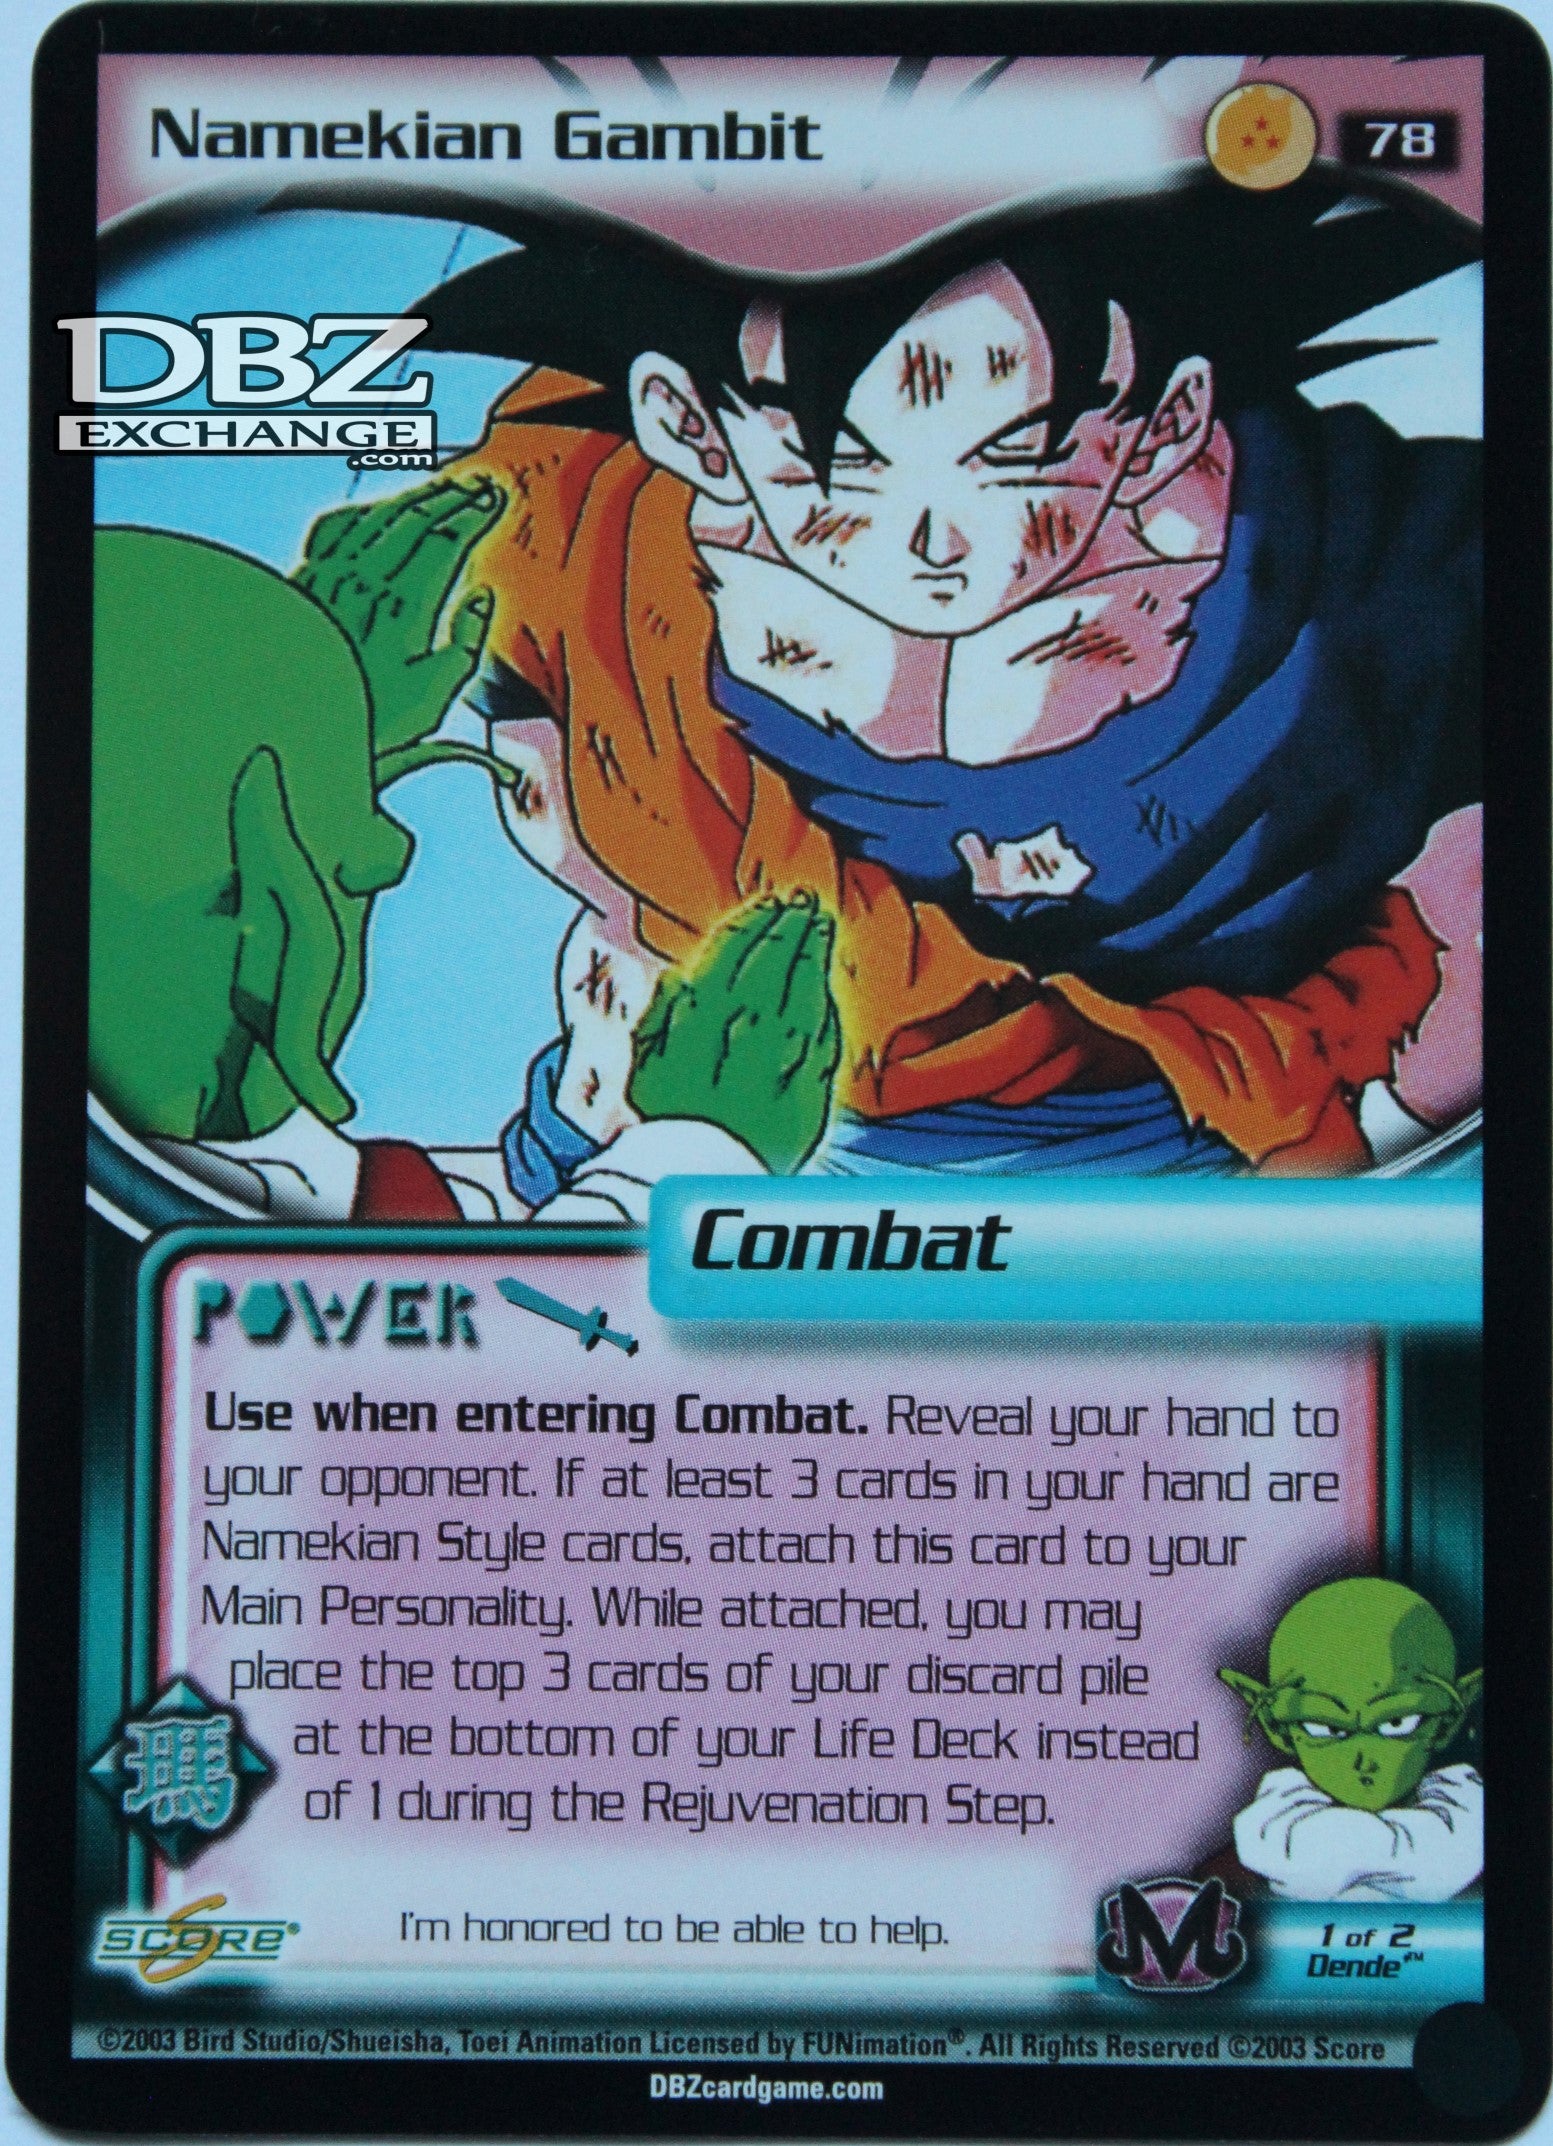 Namekian Gambit
78
DBZ
EXCHANGE
.com
Combat
POWER
Use when entering Combat. Reveal your hand to
your opponent. If at least 3 cards in your hand are
Namekian Style cards, attach this card to your
Main Personality. While attached, you may
place the top 3 cards of your discard pile
at the bottom of your Life Deck instead
of 1 during the Rejuvenation Step.
SCORE®
I'm honored to be able to help.
M
1 of 2
Dende™
©2003 Bird Studio/Shueisha, Toei Animation Licensed by FUNimation®. All Rights Reserved ©2003 Score
DBZcardgame.com